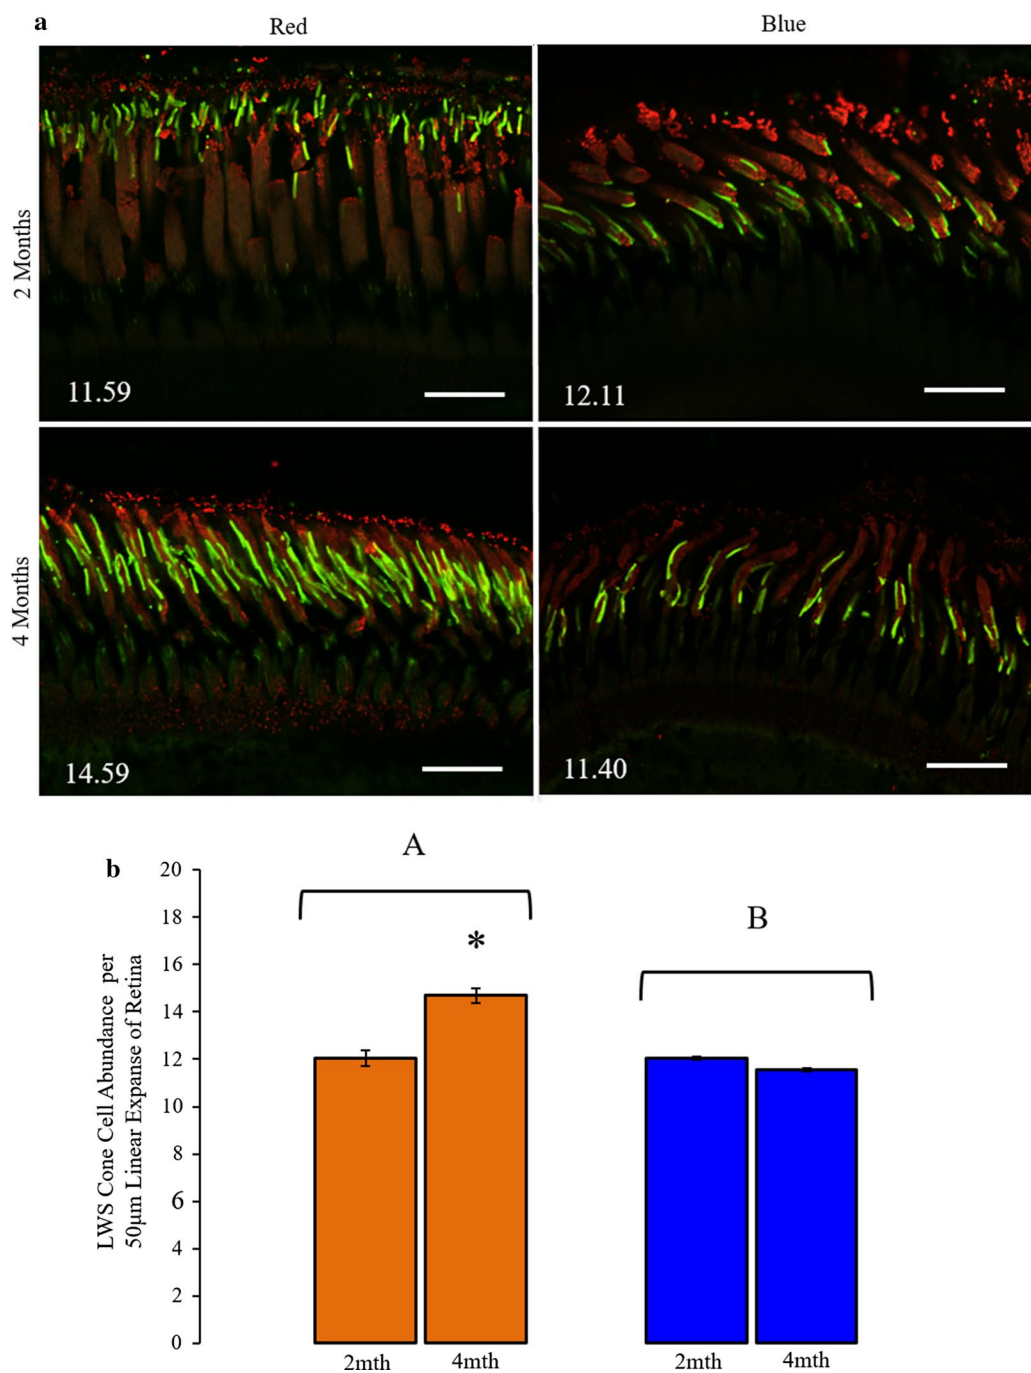 a
Red
Blue
2 Months
11.59
12.11
4 Months
14.59
11.40
b
A
B
*
LWS Cone Cell Abundance per
50µm Linear Expanse of Retina
20
18
16
14
12
10
8
6
4
2
0
2mth
4mth
2mth
4mth